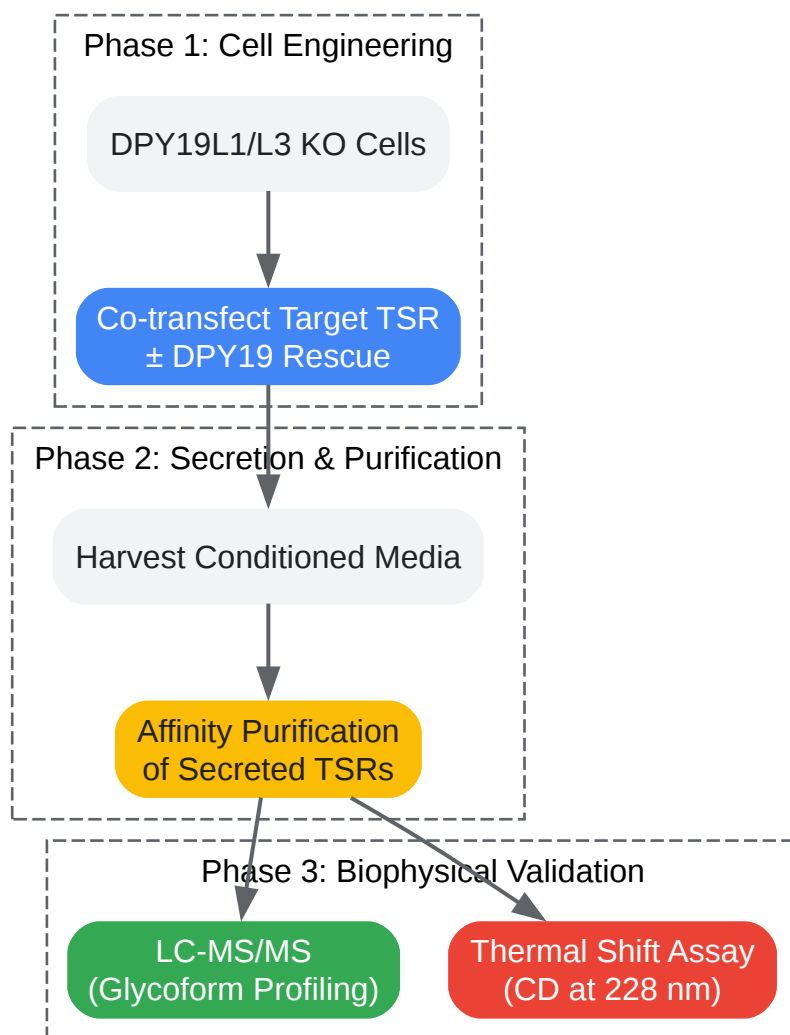 Phase 1: Cell Engineering
DPY19L1/L3 KO Cells
Co-transfect Target TSR
± DPY19 Rescue
Phase 2: Secretion & Purification
Harvest Conditioned Media
Affinity Purification
of Secreted TSRs
Phase 3: Biophysical Validation
LC-MS/MS
(Glycoform Profiling)
Thermal Shift Assay
(CD at 228 nm)